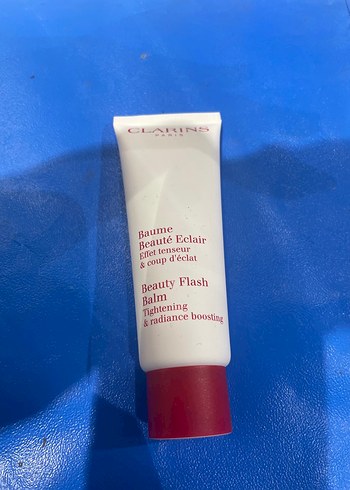 CLARINS
PARIS
Baume
Beauté Eclair
Effet tenseur
& coup d'éclat
Beauty Flash
Balm
Tightening
& radiance boosting